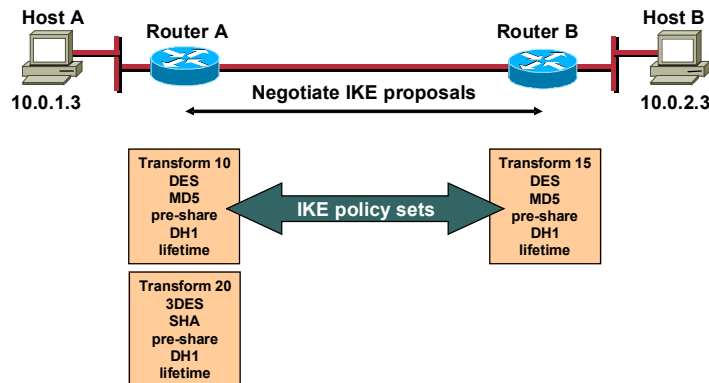 Host A
Router A
Router B
Host B
10.0.1.3
Negotiate IKE proposals
10.0.2.3
Transform 10
DES
MD5
pre-share
DH1
lifetime
IKE policy sets
Transform 15
DES
MD5
pre-share
DH1
lifetime
Transform 20
3DES
SHA
pre-share
DH1
lifetime